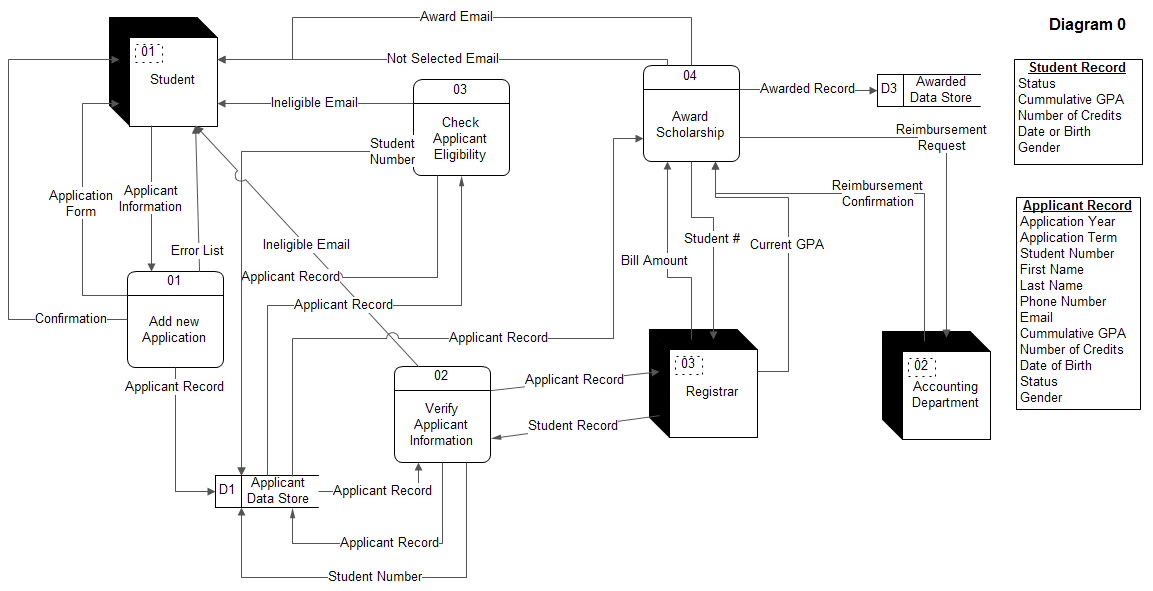 Award Email
Diagram 0
01
Student
Not Selected Email
04
Award
Scholarship
Awarded Record
D3
Awarded
Data Store
Student Record
Status
Cummulative GPA
Number of Credits
Date or Birth
Gender
Ineligible Email
03
Check
Applicant
Eligibility
Student
Number
Reimbursement
Request
Reimbursement
Confirmation
Application
Form
Applicant
Information
Error List
Ineligible Email
Student #
Current GPA
Bill Amount
Applicant Record
Application Year
Application Term
Student Number
First Name
Last Name
Phone Number
Email
Cummulative GPA
Number of Credits
Date of Birth
Status
Gender
01
Add new
Application
Applicant Record
Applicant Record
Confirmation
Applicant Record
Applicant Record
02
Verify
Applicant
Information
Applicant Record
Student Record
03
Registrar
02
Accounting
Department
D1
Applicant
Data Store
Applicant Record
Applicant Record
Student Number